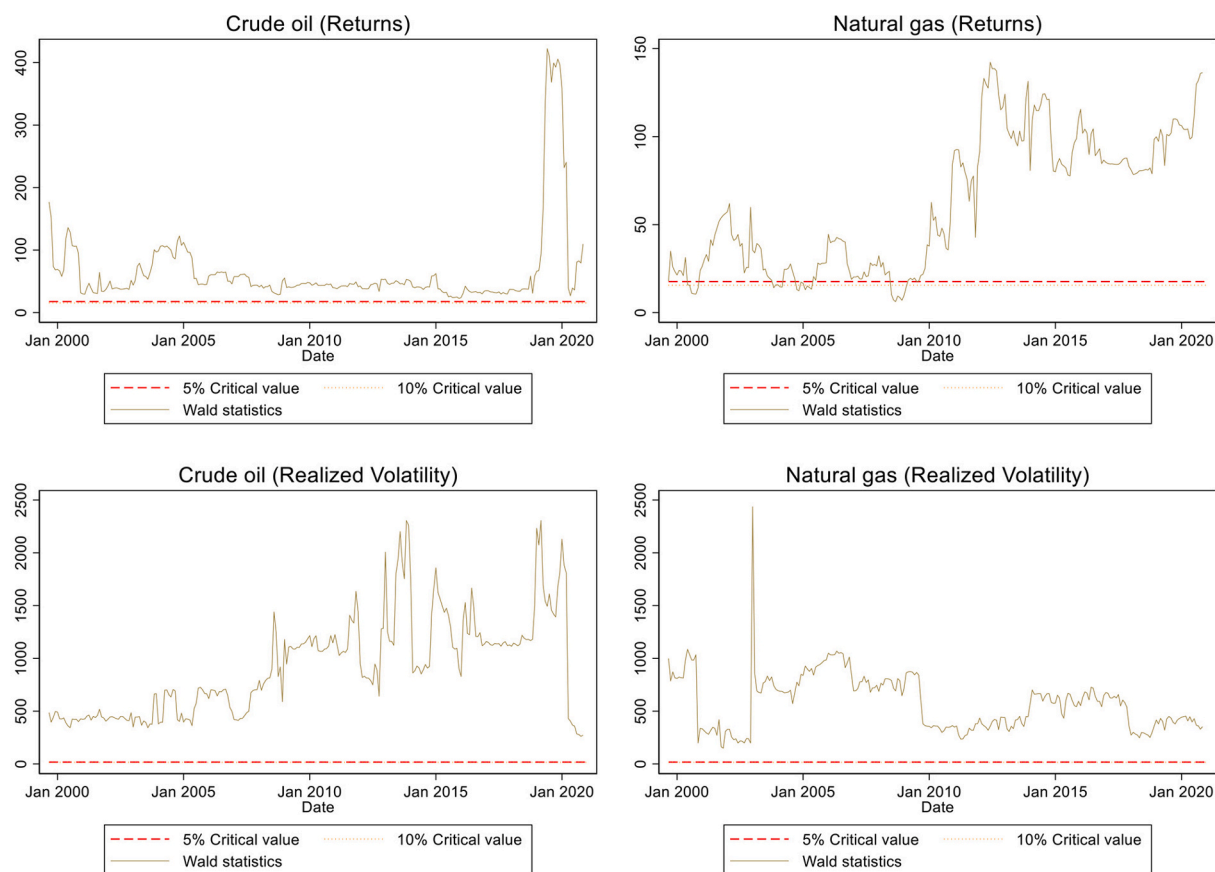 Crude oil (Returns)
400
300
200
100
0
Jan 2000 Jan 2005 Jan 2010 Jan 2015 Jan 2020
Date
5% Critical value 10% Critical value
Wald statistics
Natural gas (Returns)
150
100
50
0
Jan 2000 Jan 2005 Jan 2010 Jan 2015 Jan 2020
Date
5% Critical value 10% Critical value
Wald statistics
Crude oil (Realized Volatility)
2500
2000
1500
1000
500
0
Jan 2000 Jan 2005 Jan 2010 Jan 2015 Jan 2020
Date
5% Critical value 10% Critical value
Wald statistics
Natural gas (Realized Volatility)
2500
2000
1500
1000
500
0
Jan 2000 Jan 2005 Jan 2010 Jan 2015 Jan 2020
Date
5% Critical value 10% Critical value
Wald statistics